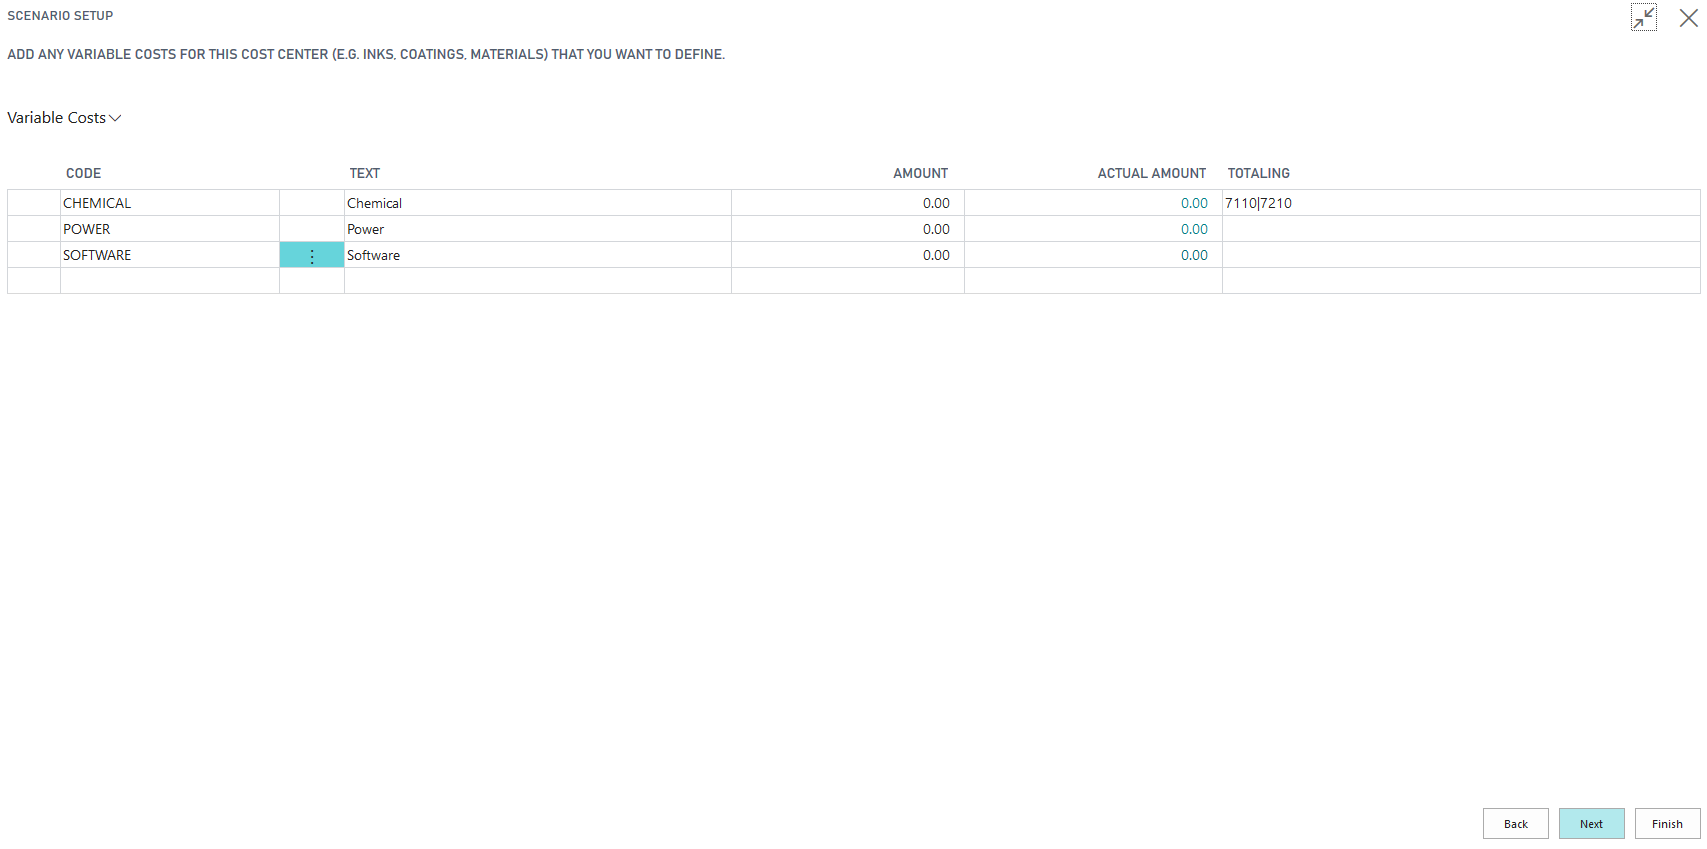 SCENARIO SETUP
ADD ANY VARIABLE COSTS FOR THIS COST CENTER (E.G. INKS, COATINGS, MATERIALS) THAT YOU WANT TO DEFINE.
Variable Costs
CODE TEXT AMOUNT ACTUAL AMOUNT TOTALING
CHEMICAL Chemical 0.00 0.00 7110|7210
POWER Power 0.00 0.00
SOFTWARE Software 0.00 0.00
Back Next Finish